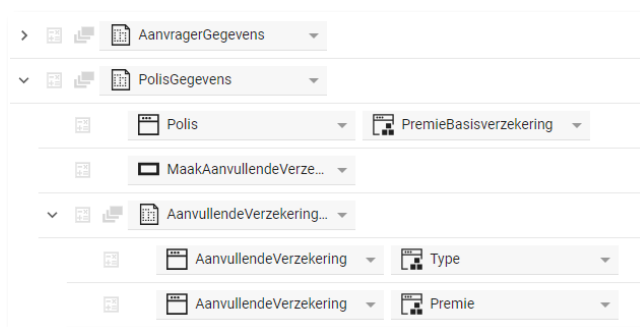 AanvragerGegevens
PolisGegevens
Polis PremieBasisverzekering
MaakAanvullendeVerze...
AanvullendeVerzekering...
AanvullendeVerzekering Type
AanvullendeVerzekering Premie